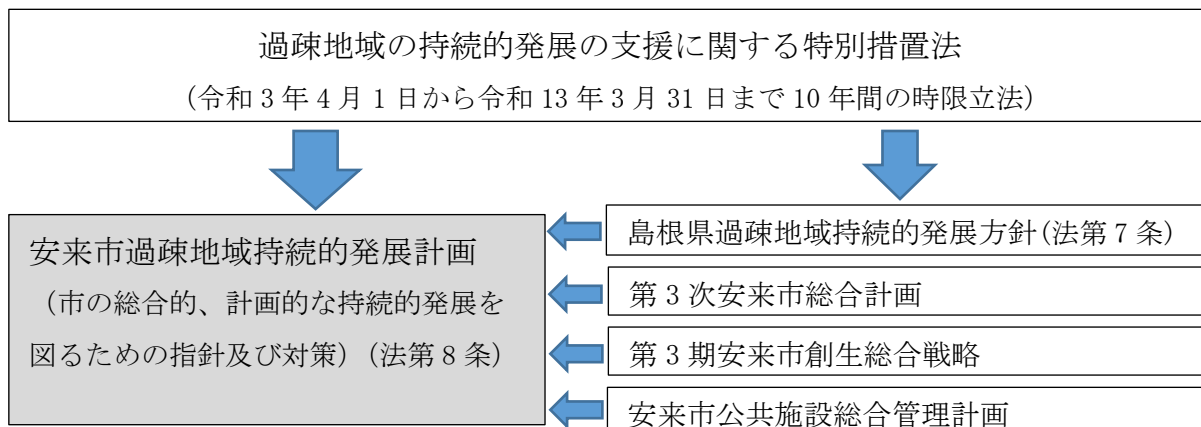 過疎地域の持続的発展の支援に関する特別措置法
(令和3年4月1日から令和13年3月31日まで10年間の時限立法)
安来市過疎地域持続的発展計画
(市の総合的、計画的な持続的発展を
図るための指針及び対策)(法第8条)
島根県過疎地域持続的発展方針(法第7条)
第3次安来市総合計画
第3期安来市創生総合戦略
安来市公共施設総合管理計画